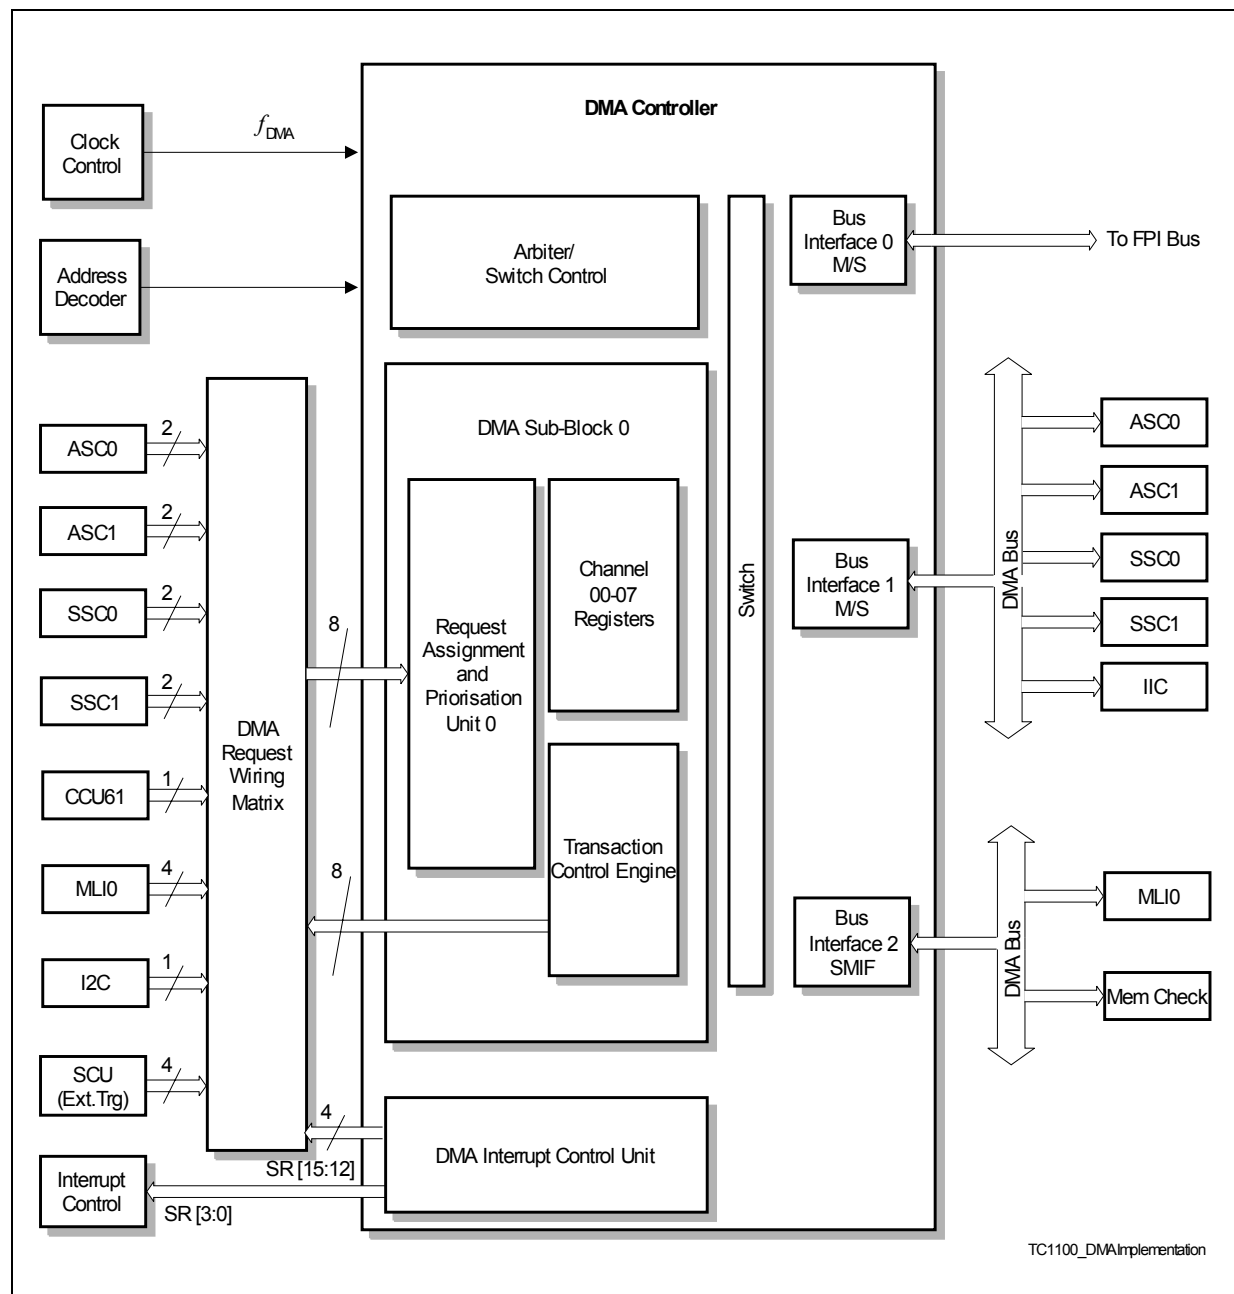 DMA Controller
Clock
Control
f DMA
Address
Decoder
Arbiter/
Switch Control
Bus
Interface 0
M/S
To FPI Bus
DMA Sub-Block 0
ASC0
2
ASC1
2
SSC0
2
SSC1
2
CCU61
1
MLI0
4
I2C
1
SCU
(Ext.Trg)
4
Interrupt
Control
DMA
Request
Wiring
Matrix
8
8
4
SR [15:12]
SR [3:0]
Request
Assignment
and
Priorisation
Unit 0
Channel
00-07
Registers
Transaction
Control Engine
DMA Interrupt Control Unit
Switch
Bus
Interface 1
M/S
DMA Bus
ASC0
ASC1
SSC0
SSC1
IIC
Bus
Interface 2
SMIF
DMA Bus
MLI0
Mem Check
TC1100_DMAImplementation